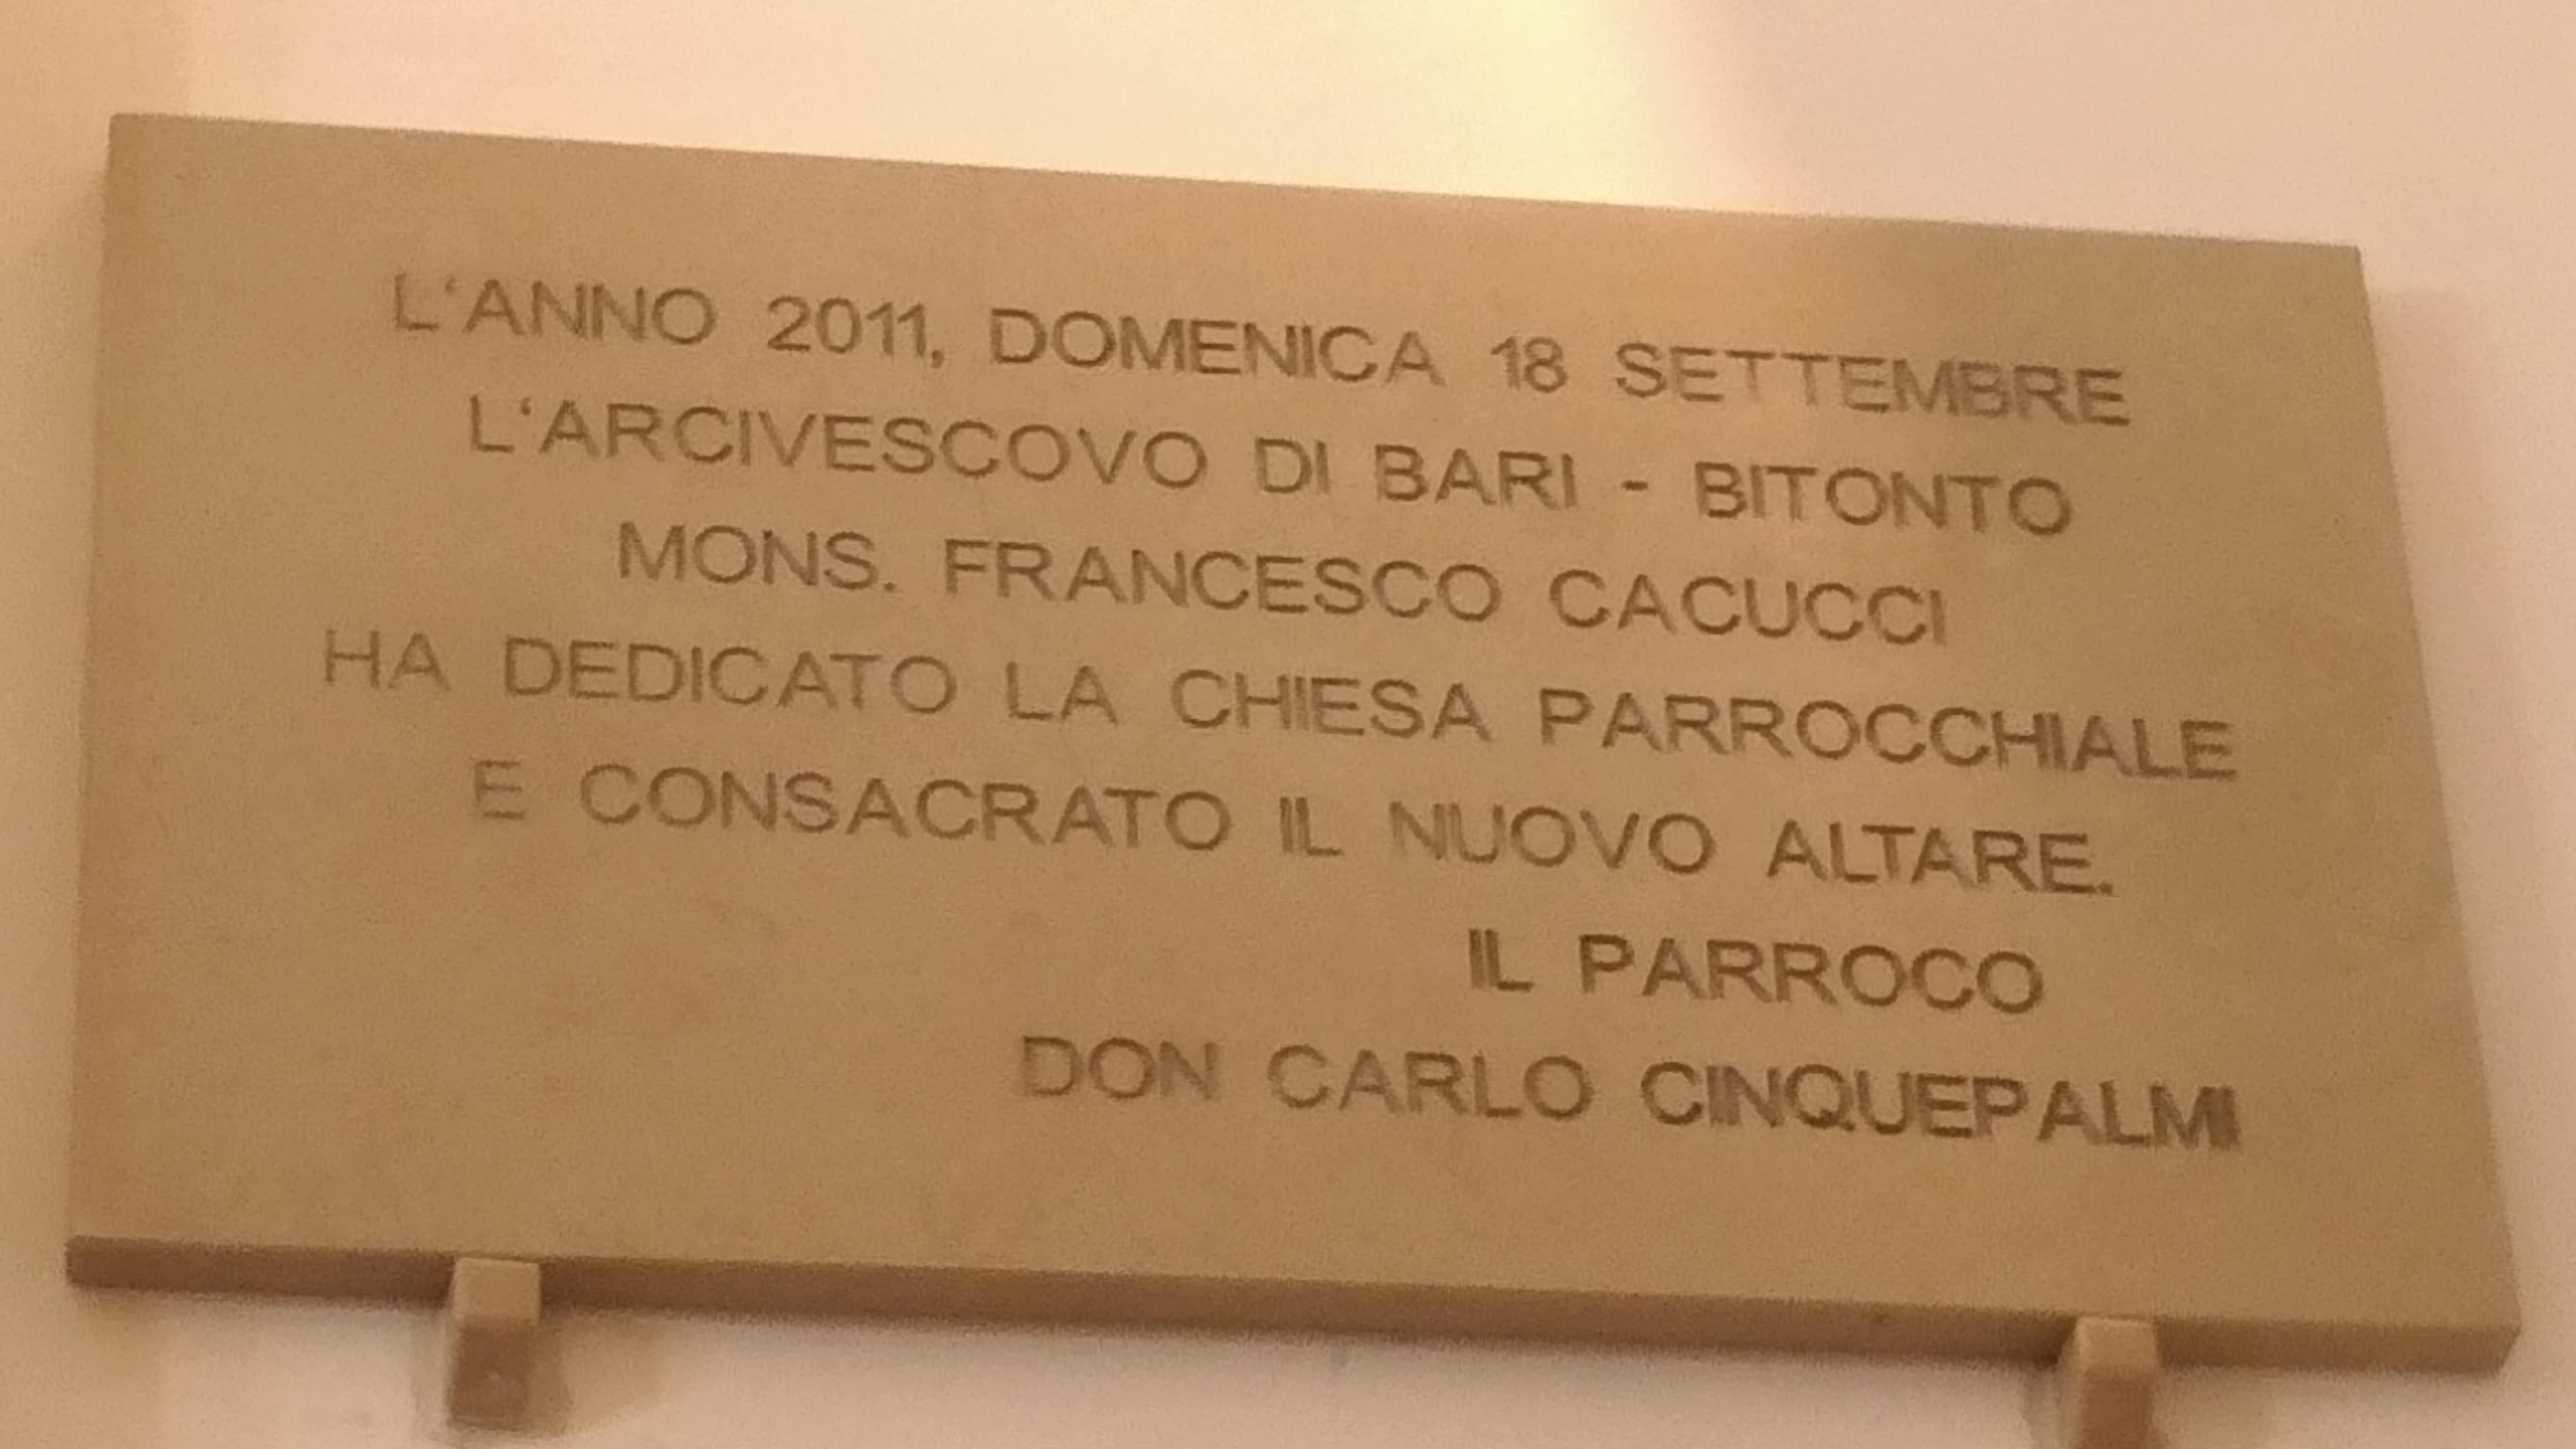 L'ANNO 2011, DOMENICA 18 SETTEMBRE
L'ARCIVESCOVO DI BARI - BITONTO
MONS. FRANCESCO CACUCCI
HA DEDICATO LA CHIESA PARROCCHIALE
E CONSACRATO IL NUOVO ALTARE.
IL PARROCO
DON CARLO CINQUEPALMI